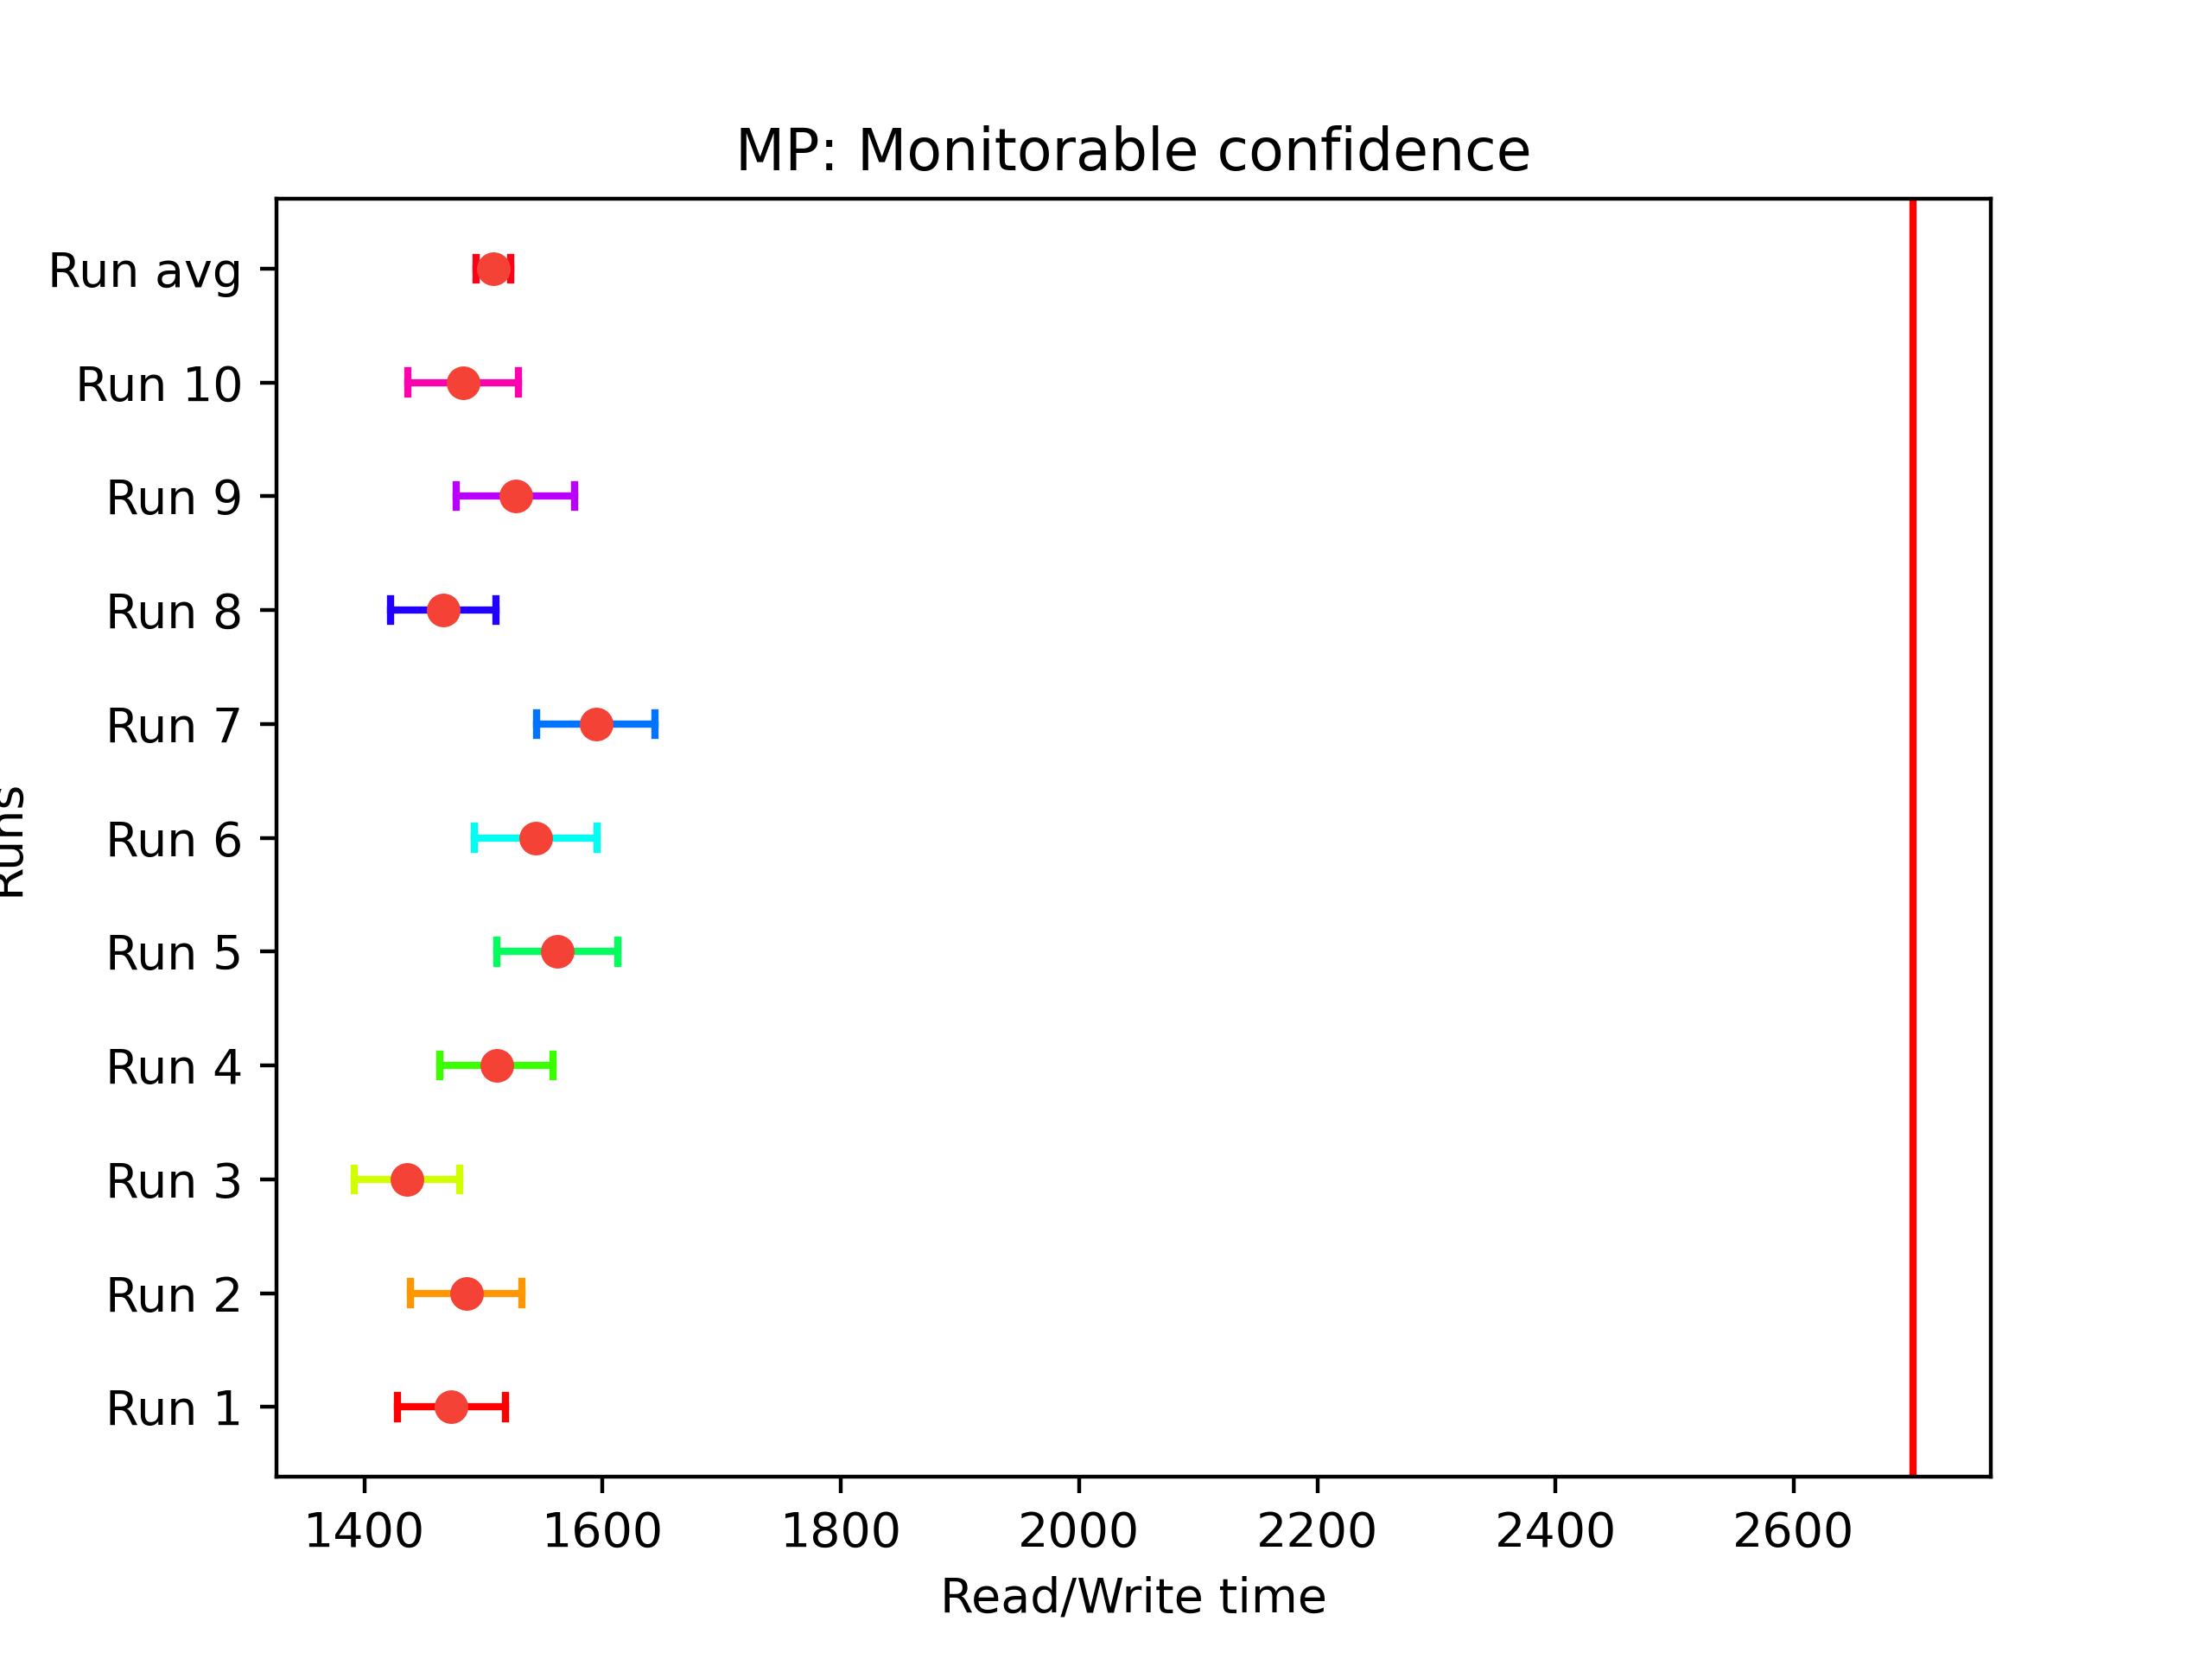 MP: Monitorable confidence
Run avg
Run 10
Run 9
Run 8
Run 7
Run 6
Run 5
Run 4
Run 3
Run 2
Run 1
Runs
1400 1600 1800 2000 2200 2400 2600
Read/Write time